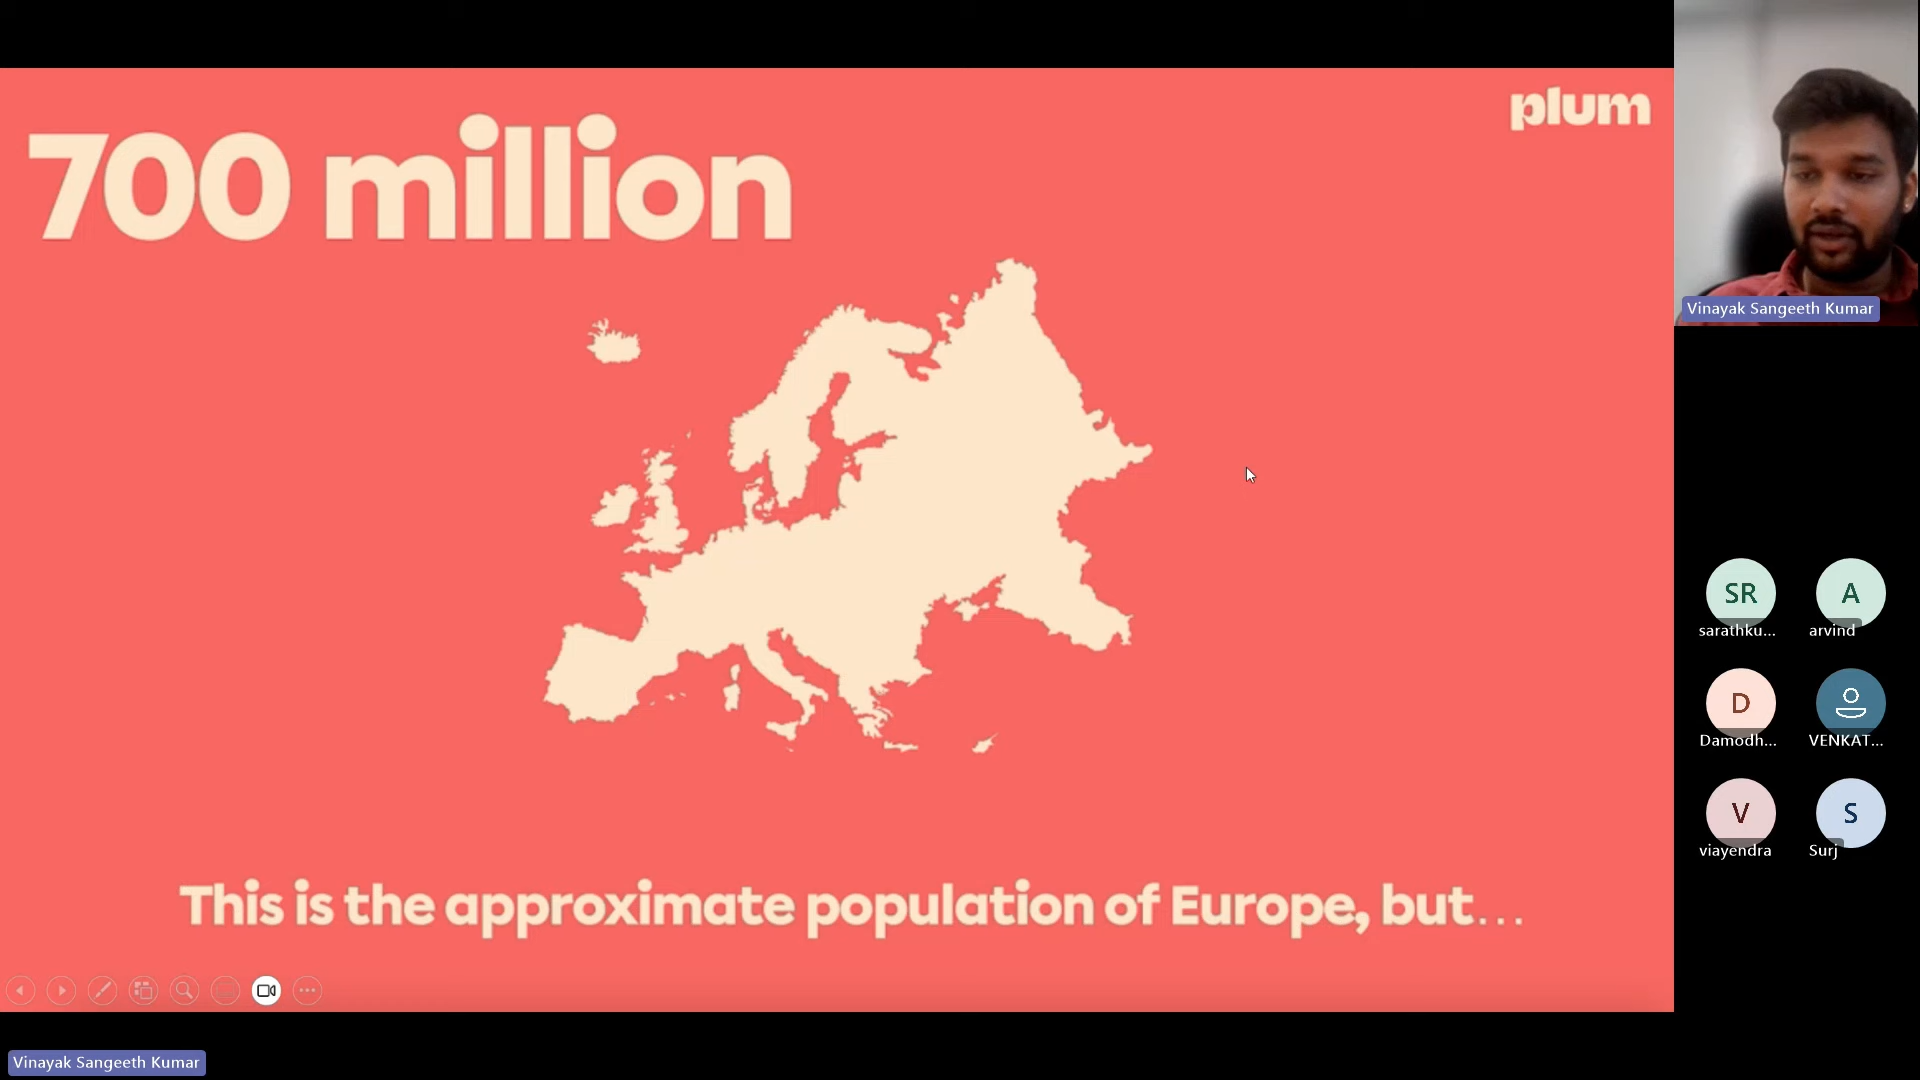 plum
700 million
This is the approximate population of Europe, but...
Vinayak Sangeeth Kumar
SR
sarathku...
A
arvind
D
Damodh...
VENKAT...
V
viayendra
S
Surj
Vinayak Sangeeth Kumar